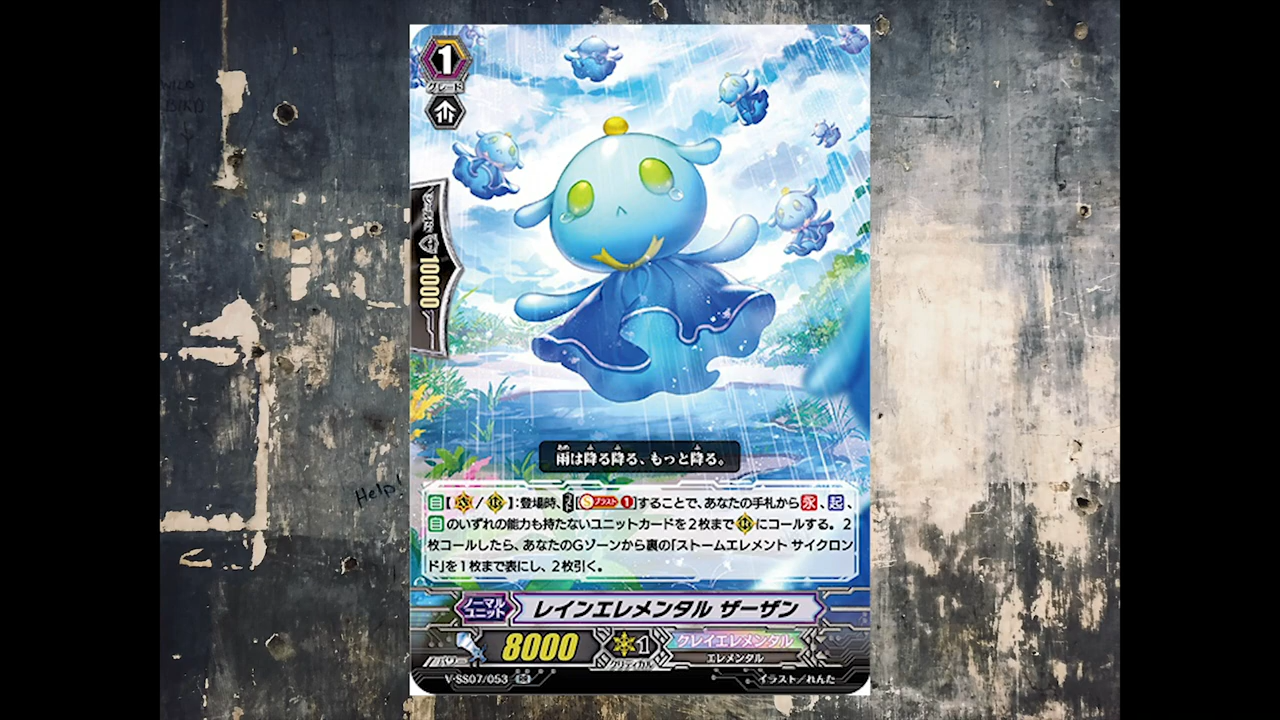 1
グレード
シールド
10000
Help!
雨は降る降る、もっと降る。
自【V/R】:登場時、[Sブラスト1]することで、あなたの手札から永、起、
自のいずれの能力も持たないユニットカードを2枚までRにコールする。2
枚コールしたら、あなたのGゾーンから裏の「ストームエレメント サイクロン
ド」を1枚まで表にし、2枚引く。
ノーマル
ユニット
レインエレメンタル ザーザン
パワー
8000
1
クリティカル
クレイエレメンタル
エレメンタル
V-SS07/053 RR
イラスト/れんた